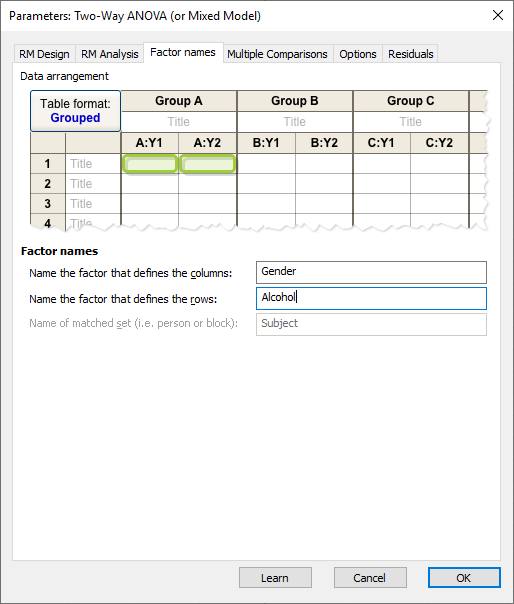 Parameters: Two-Way ANOVA (or Mixed Model)
RM Design RM Analysis Factor names Multiple Comparisons Options Residuals
Data arrangement
Table format: Grouped
Group A Group B Group C
Title Title Title
A:Y1 A:Y2 B:Y1 B:Y2 C:Y1 C:Y2
1 Title
2 Title
3 Title
4 Title
Factor names
Name the factor that defines the columns: Gender
Name the factor that defines the rows: Alcohol
Name of matched set (i.e. person or block): Subject
Learn Cancel OK